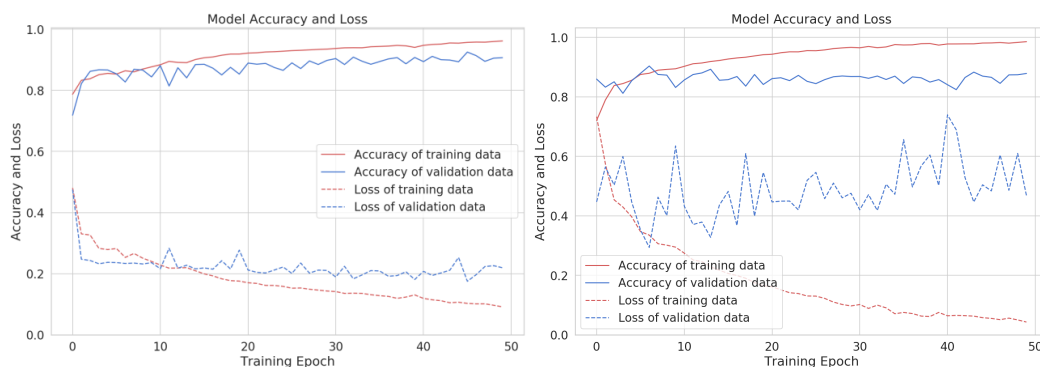 Model Accuracy and Loss
1.0
0.8
0.6
0.4
0.2
0.0
Accuracy and Loss
Accuracy of training data
Accuracy of validation data
Loss of training data
Loss of validation data
0 10 20 30 40 50
Training Epoch
Model Accuracy and Loss
1.0
0.8
0.6
0.4
0.2
0.0
Accuracy and Loss
Accuracy of training data
Accuracy of validation data
Loss of training data
Loss of validation data
0 10 20 30 40 50
Training Epoch